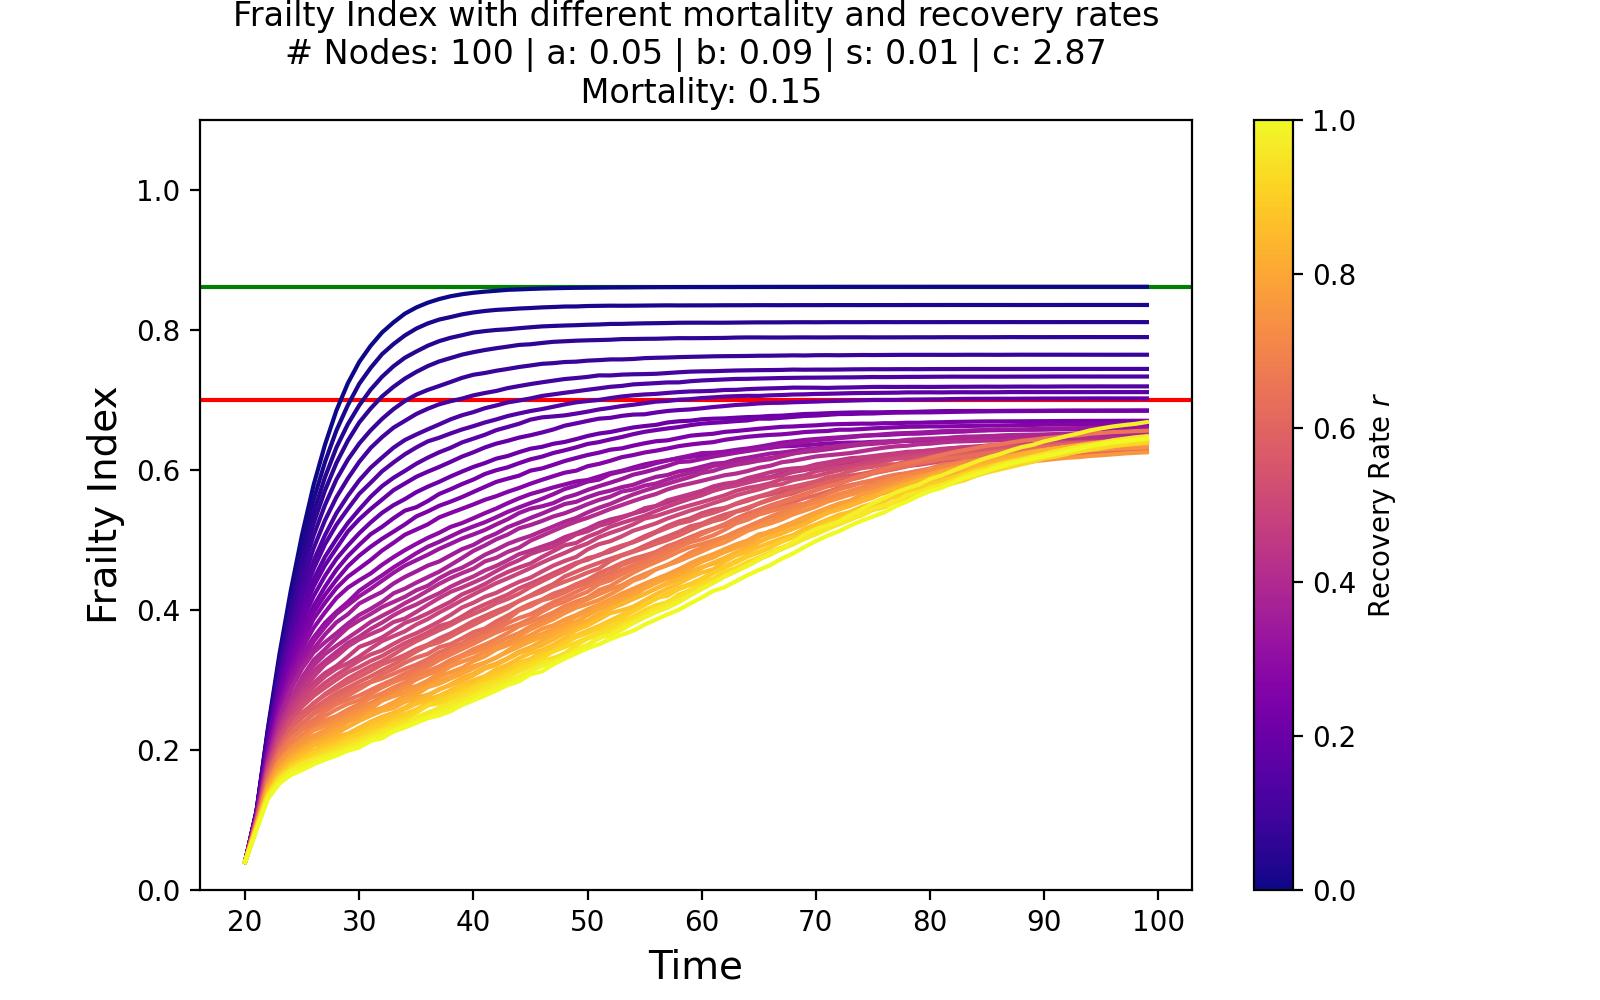 Frailty Index with different mortality and recovery rates
# Nodes: 100 | a: 0.05 | b: 0.09 | s: 0.01 | c: 2.87
Mortality: 0.15
Frailty Index
1.0
0.8
0.6
0.4
0.2
0.0
20 30 40 50 60 70 80 90 100
Time
1.0
0.8
0.6
0.4
0.2
0.0
Recovery Rate r